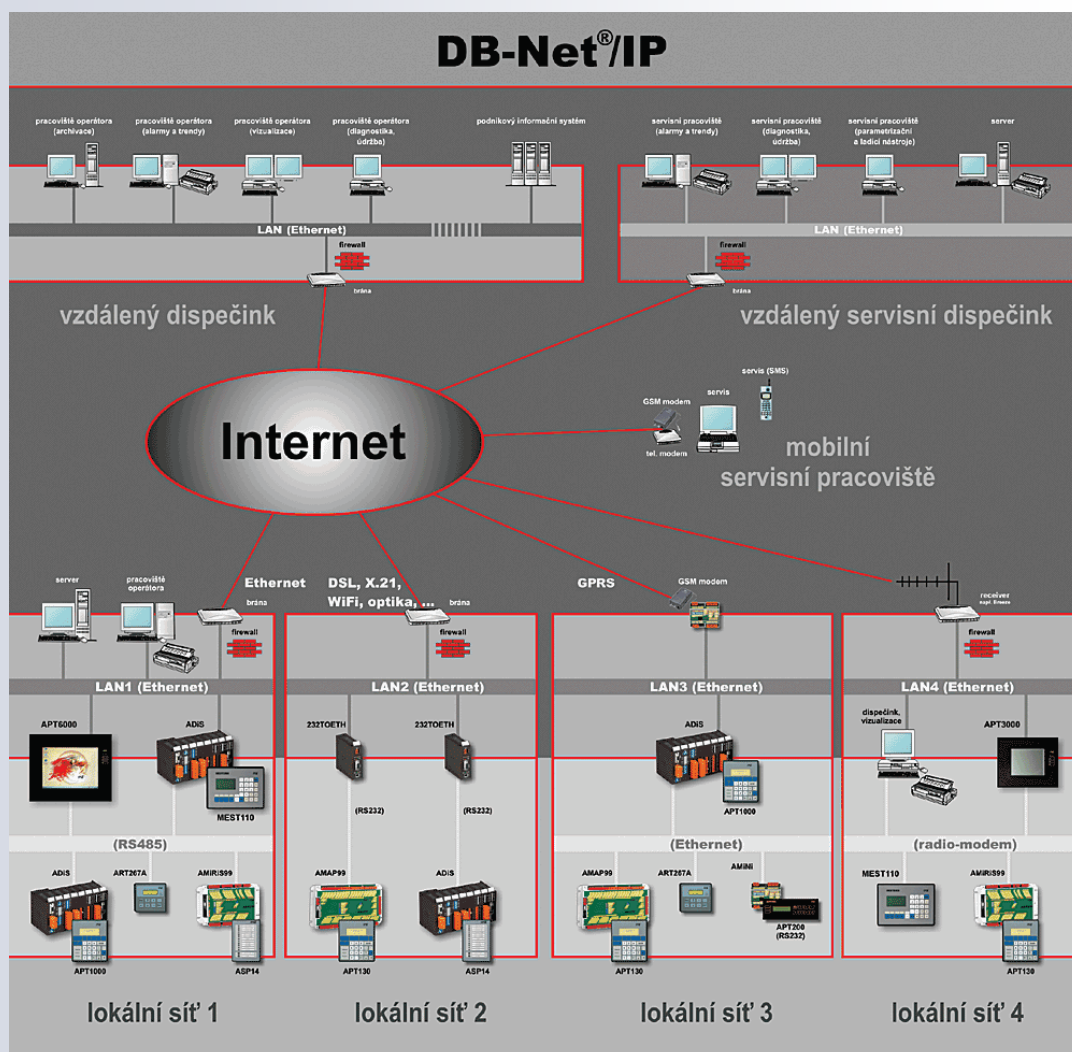 DB-Net®/IP
pracoviště operátora
(archivace)
pracoviště operátora
(alarmy a trendy)
pracoviště operátora
(vizualizace)
pracoviště operátora
(diagnostika,
údržba)
podnikový informační systém
servisní pracoviště
(alarmy a trendy)
servisní pracoviště
(diagnostika,
údržba)
servisní pracoviště
(parametrizační
a ladicí nástroje)
server
LAN (Ethernet)
LAN (Ethernet)
firewall
brána
firewall
brána
vzdálený dispečink
vzdálený servisní dispečink
Internet
servis (SMS)
servis
GSM modem
tel. modem
mobilní
servisní pracoviště
server
pracoviště
operátora
Ethernet
brána
firewall
DSL, X.21,
WiFi, optika, ...
brána
firewall
GPRS
GSM modem
receiver
např. Breeze
firewall
LAN1 (Ethernet)
LAN2 (Ethernet)
LAN3 (Ethernet)
LAN4 (Ethernet)
APT6000
ADiS
MEST110
232TOETH
232TOETH
ADiS
APT1000
dispečink,
vizualizace
APT3000
(RS232)
(RS232)
(RS485)
(Ethernet)
(radio-modem)
ADiS
ART267A
AMiRiS99
APT1000
ASP14
AMAP99
ADiS
APT130
ASP14
AMAP99
ART267A
AMiNi
APT200
(RS232)
APT130
MEST110
AMiRiS99
APT130
lokální síť 1
lokální síť 2
lokální síť 3
lokální síť 4